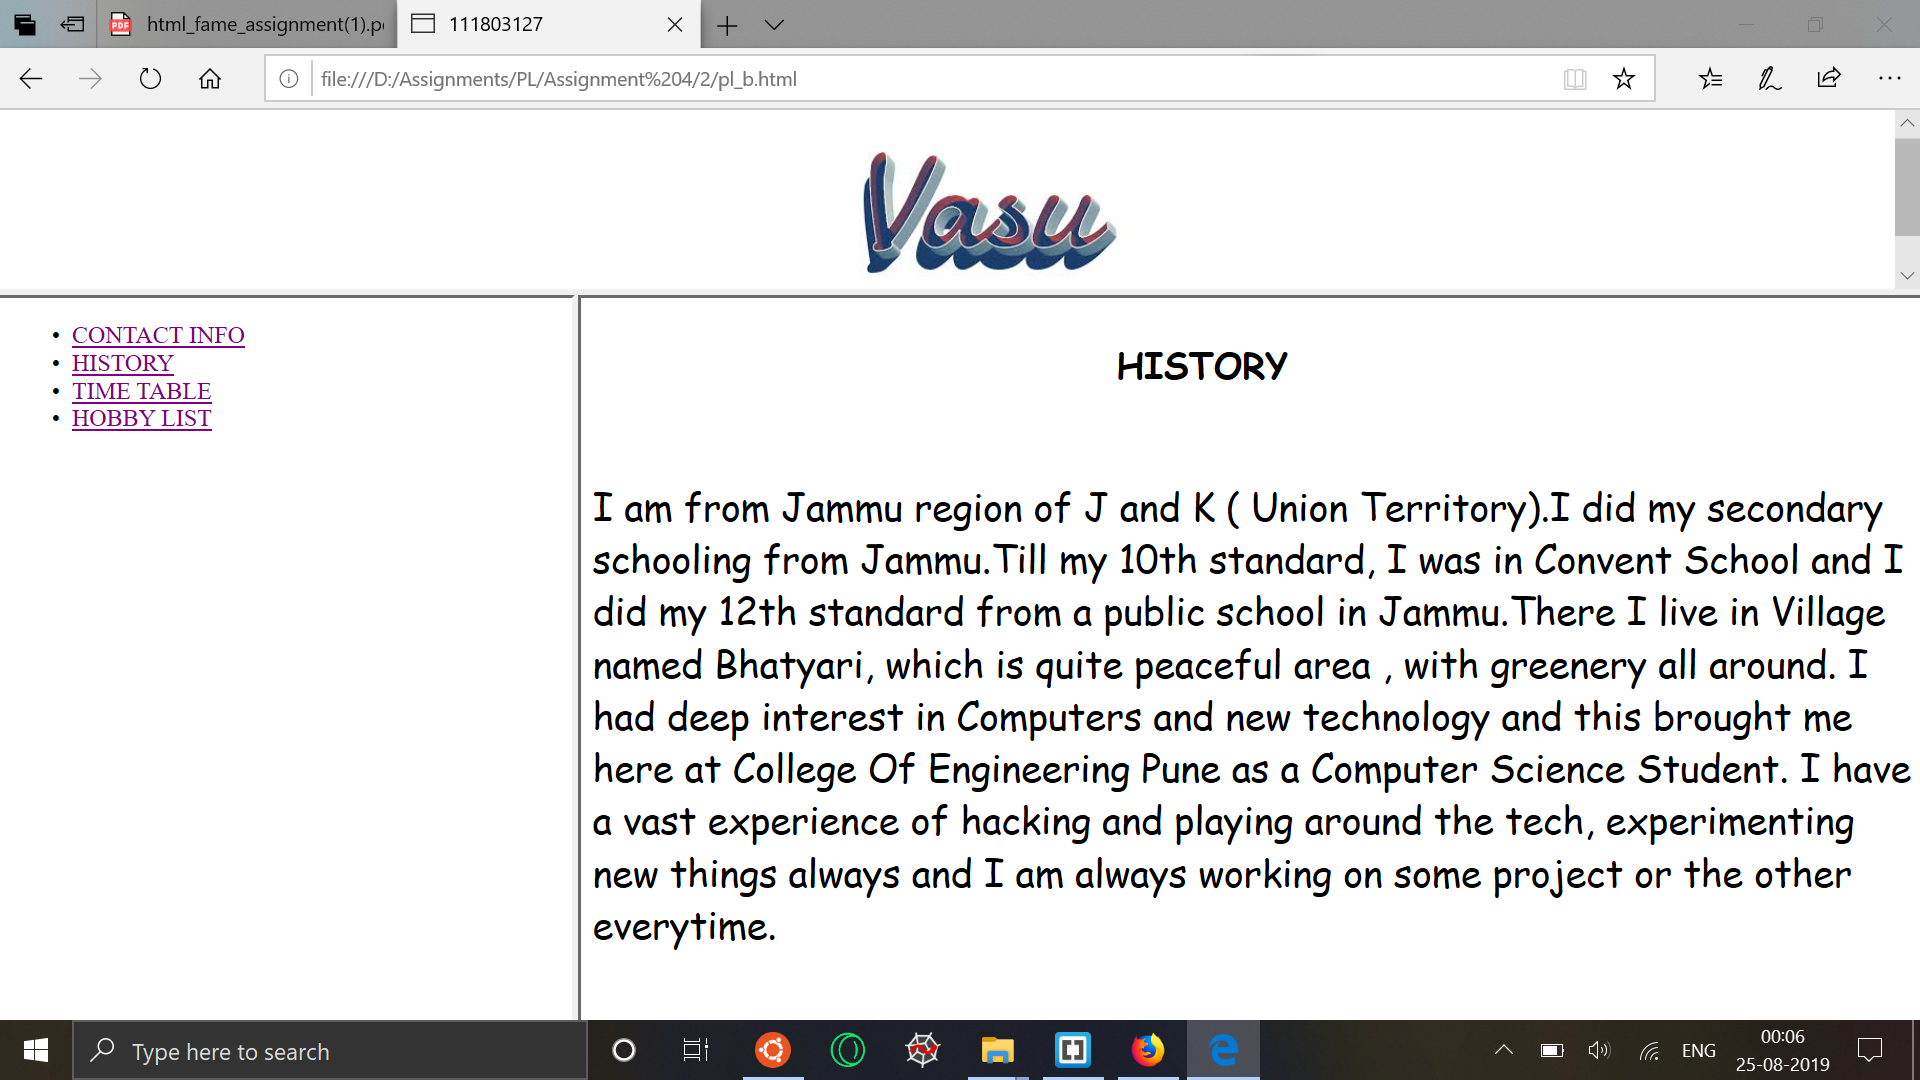 html_fame_assignment(1).p
111803127
file:///D:/Assignments/PL/Assignment%204/2/pl_b.html
Vasu
• CONTACT INFO
• HISTORY
• TIME TABLE
• HOBBY LIST
HISTORY
I am from Jammu region of J and K ( Union Territory).I did my secondary
schooling from Jammu.Till my 10th standard, I was in Convent School and I
did my 12th standard from a public school in Jammu.There I live in Village
named Bhatyari, which is quite peaceful area , with greenery all around. I
had deep interest in Computers and new technology and this brought me
here at College Of Engineering Pune as a Computer Science Student. I have
a vast experience of hacking and playing around the tech, experimenting
new things always and I am always working on some project or the other
everytime.
Type here to search
ENG
00:06
25-08-2019